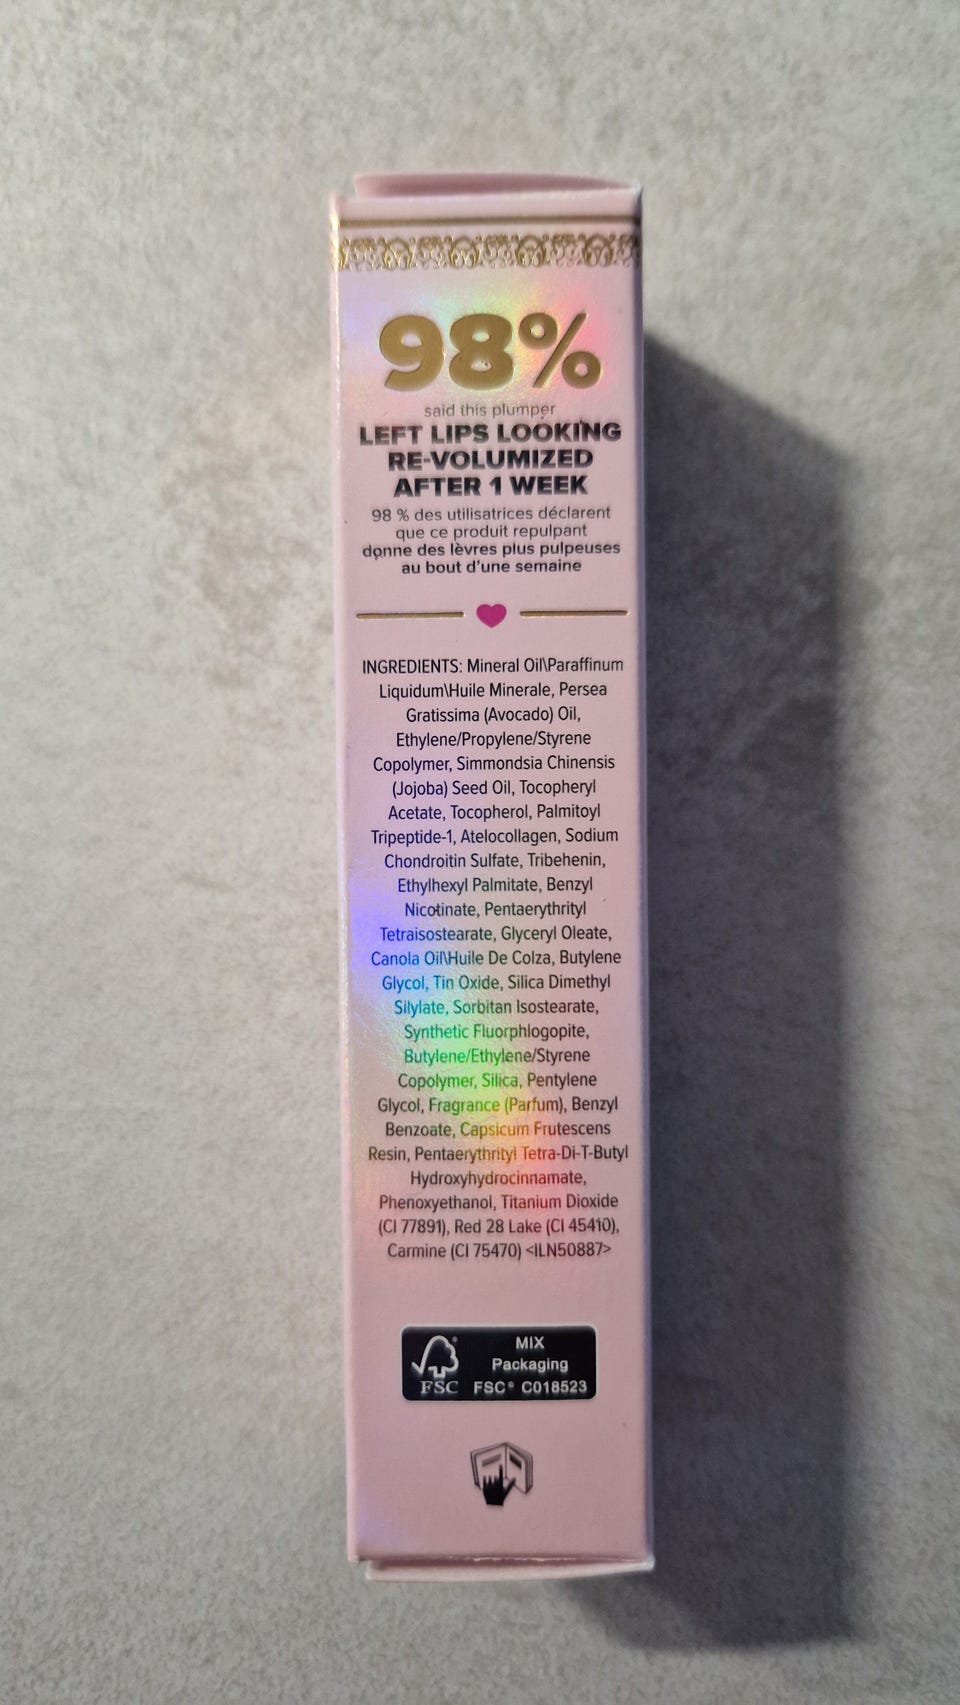 98%
said this plumper
LEFT LIPS LOOKING
RE-VOLUMIZED
AFTER 1 WEEK
98 % des utilisatrices déclarent
que ce produit repulpant
donne des lèvres plus pulpeuses
au bout d'une semaine
INGREDIENTS: Mineral Oil\Paraffinum
Liquidum\Huile Minerale, Persea
Gratissima (Avocado) Oil,
Ethylene/Propylene/Styrene
Copolymer, Simmondsia Chinensis
(Jojoba) Seed Oil, Tocopheryl
Acetate, Tocopherol, Palmitoyl
Tripeptide-1, Atelocollagen, Sodium
Chondroitin Sulfate, Tribehenin,
Ethylhexyl Palmitate, Benzyl
Nicotinate, Pentaerythrityl
Tetraisostearate, Glyceryl Oleate,
Canola Oil\Huile De Colza, Butylene
Glycol, Tin Oxide, Silica Dimethyl
Silylate, Sorbitan Isostearate,
Synthetic Fluorphlogopite,
Butylene/Ethylene/Styrene
Copolymer, Silica, Pentylene
Glycol, Fragrance (Parfum), Benzyl
Benzoate, Capsicum Frutescens
Resin, Pentaerythrityl Tetra-Di-T-Butyl
Hydroxyhydrocinnamate,
Phenoxyethanol, Titanium Dioxide
(CI 77891), Red 28 Lake (CI 45410),
Carmine (CI 75470) <ILN50887>
MIX
Packaging
FSC FSC® C018523